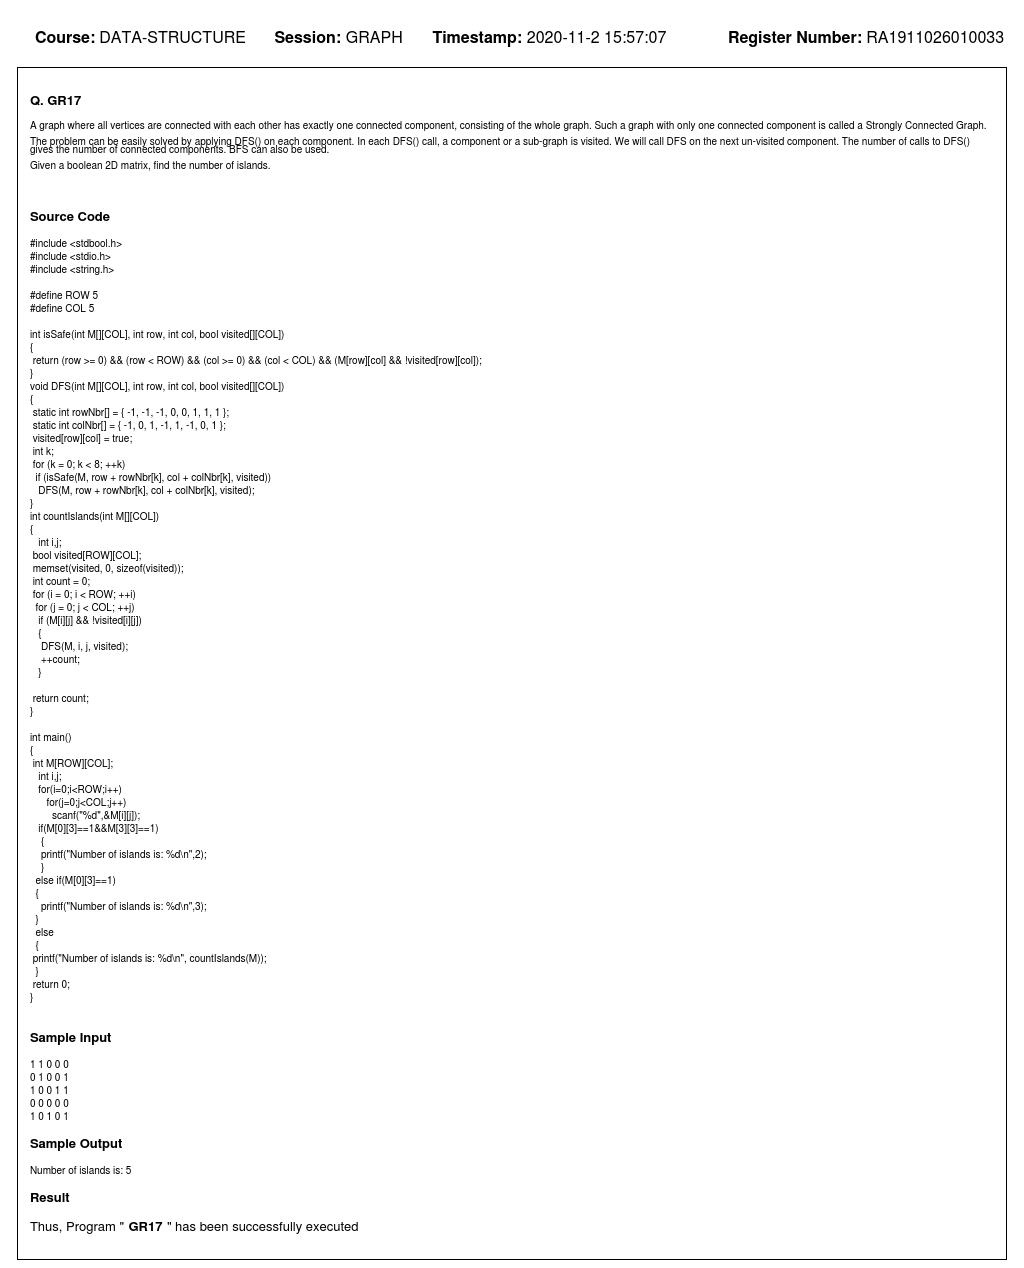 Course: DATA-STRUCTURE Session: GRAPH Timestamp: 2020-11-2 15:57:07 Register Number: RA1911026010033
Q. GR17
A graph where all vertices are connected with each other has exactly one connected component, consisting of the whole graph. Such a graph with only one connected component is called a Strongly Connected Graph.
The problem can be easily solved by applying DFS() on each component. In each DFS() call, a component or a sub-graph is visited. We will call DFS on the next un-visited component. The number of calls to DFS()
gives the number of connected components. BFS can also be used.
Given a boolean 2D matrix, find the number of islands.
Source Code
#include <stdbool.h>
#include <stdio.h>
#include <string.h>
#define ROW 5
#define COL 5
int isSafe(int M[][COL], int row, int col, bool visited[][COL])
{
return (row >= 0) && (row < ROW) && (col >= 0) && (col < COL) && (M[row][col] && !visited[row][col]);
}
void DFS(int M[][COL], int row, int col, bool visited[][COL])
{
static int rowNbr[] = { -1, -1, -1, 0, 0, 1, 1, 1 };
static int colNbr[] = { -1, 0, 1, -1, 1, -1, 0, 1 };
visited[row][col] = true;
int k;
for (k = 0; k < 8; ++k)
if (isSafe(M, row + rowNbr[k], col + colNbr[k], visited))
DFS(M, row + rowNbr[k], col + colNbr[k], visited);
}
int countIslands(int M[][COL])
{
int i,j;
bool visited[ROW][COL];
memset(visited, 0, sizeof(visited));
int count = 0;
for (i = 0; i < ROW; ++i)
for (j = 0; j < COL; ++j)
if (M[i][j] && !visited[i][j])
{
DFS(M, i, j, visited);
++count;
}
return count;
}
int main()
{
int M[ROW][COL];
int i,j;
for(i=0;i<ROW;i++)
for(j=0;j<COL;j++)
scanf("%d",&M[i][j]);
if(M[0][3]==1&&M[3][3]==1)
{
printf("Number of islands is: %d\n",2);
}
else if(M[0][3]==1)
{
printf("Number of islands is: %d\n",3);
}
else
{
printf("Number of islands is: %d\n", countIslands(M));
}
return 0;
}
Sample Input
1 1 0 0 0
0 1 0 0 1
1 0 0 1 1
0 0 0 0 0
1 0 1 0 1
Sample Output
Number of islands is: 5
Result
Thus, Program " GR17 " has been successfully executed